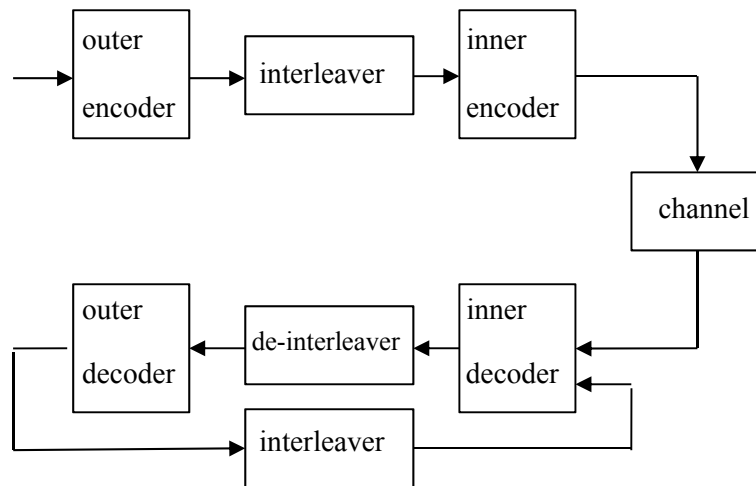 outer
encoder
interleaver
inner
encoder
channel
outer
decoder
de-interleaver
inner
decoder
interleaver